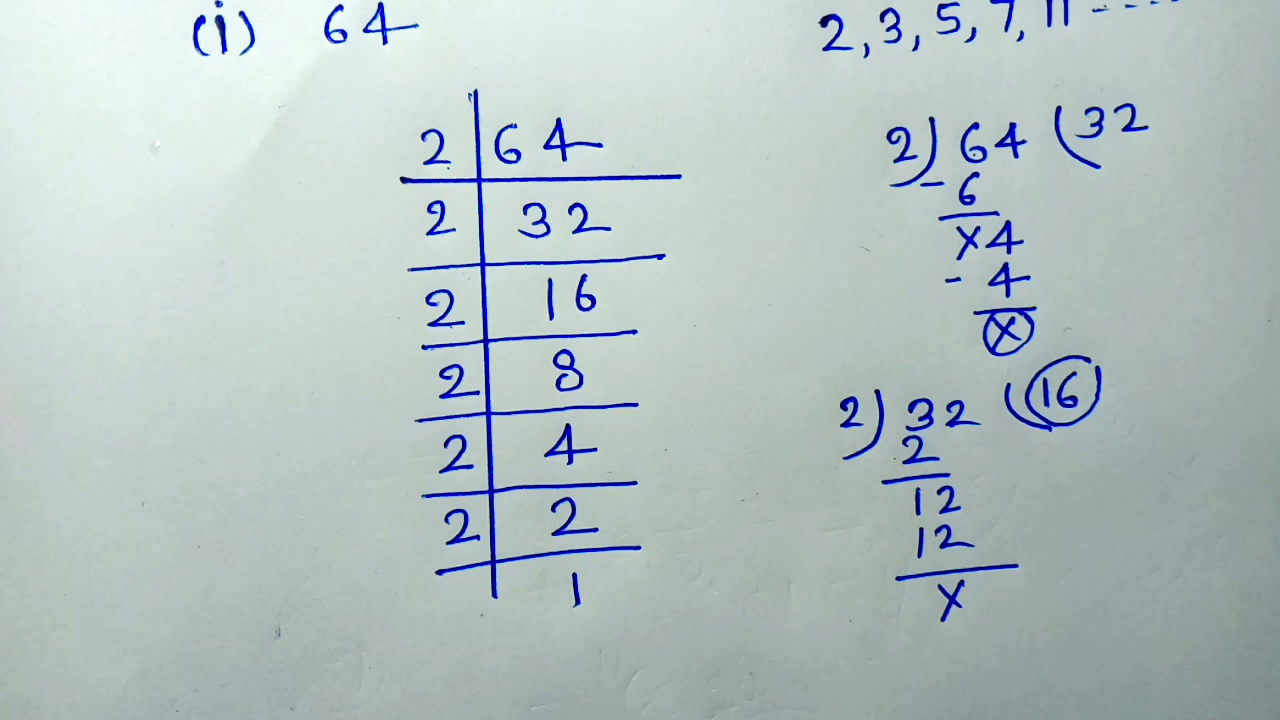 (i) 64
2, 3, 5, 7, 11 -----
2 | 64
2 | 32
2 | 16
2 | 8
2 | 4
2 | 2
1
2) 64 (32
- 6
x4
- 4
x
2) 32 (16
2
12
12
x